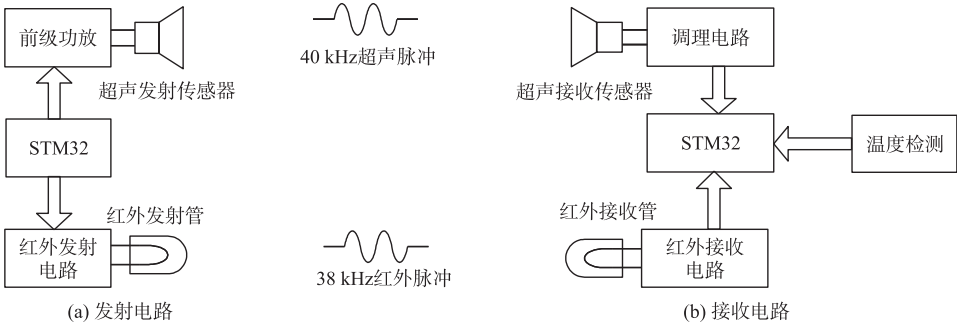 前级功放
超声发射传感器
STM32
红外发射管
红外发射
电路
(a) 发射电路
40 kHz超声脉冲
38 kHz红外脉冲
调理电路
超声接收传感器
STM32
温度检测
红外接收管
红外接收
电路
(b) 接收电路